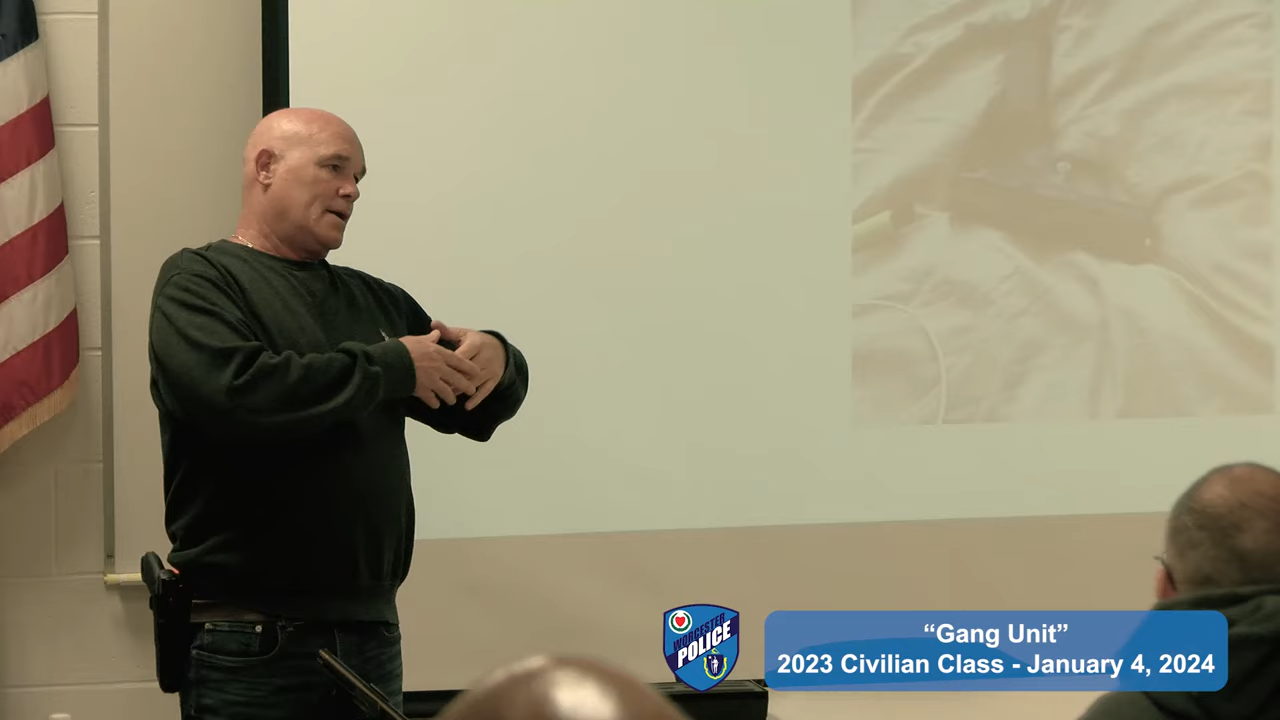 WORCESTER
POLICE
“Gang Unit”
2023 Civilian Class - January 4, 2024